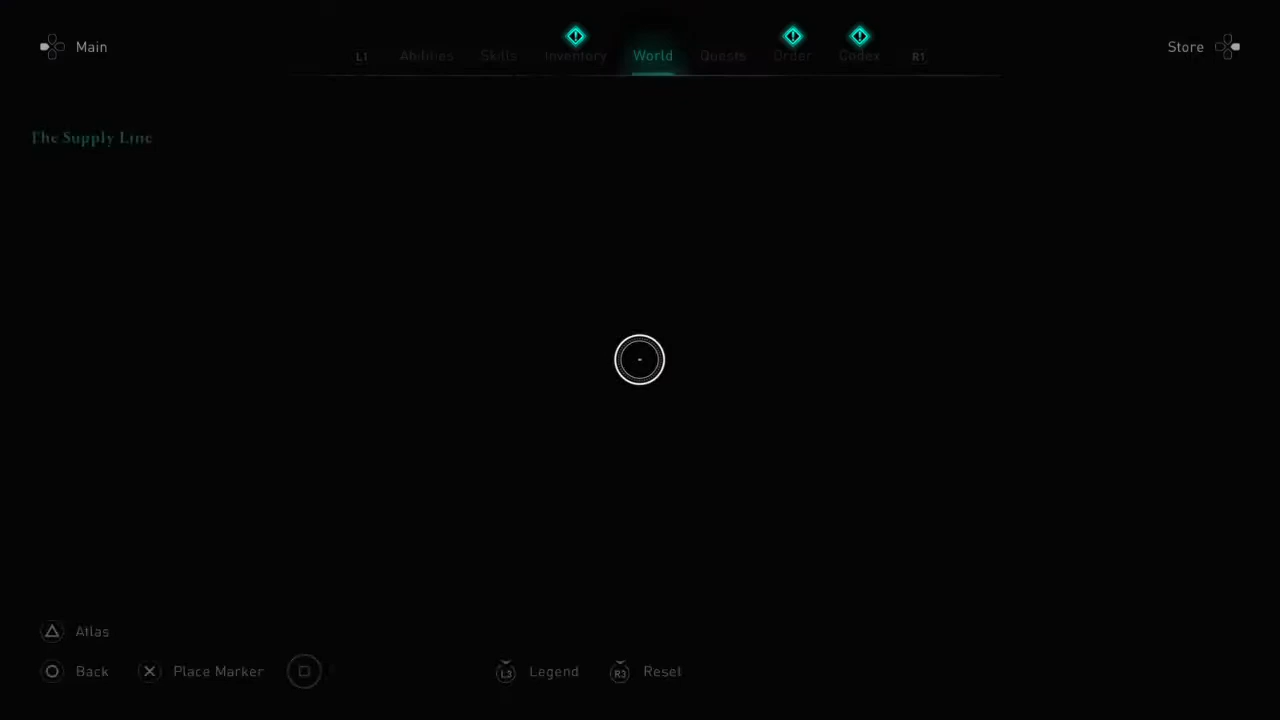 Main
L1 Abilities Skills Inventory World Quests Order Codex R1
Store
The Supply Line
Atlas
Back Place Marker L3 Legend R3 Reset